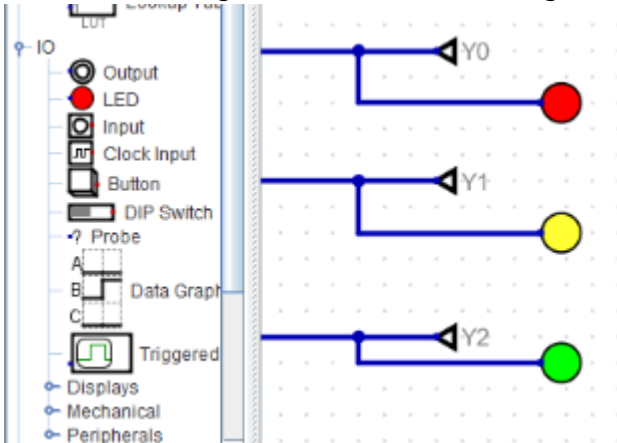 LUT
IO
Output
LED
Input
Clock Input
Button
DIP Switch
? Probe
A
B
Data Graph
C
Triggered
Displays
Mechanical
Peripherals
Y0
Y1
Y2